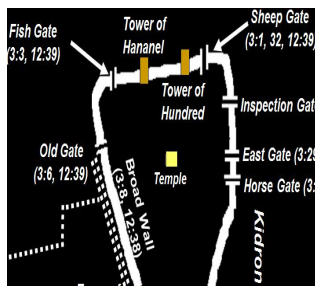 Fish Gate
(3:3, 12:39)
Tower of
Hananel
Sheep Gate
(3:1, 32, 12:39)
Tower of
Hundred
Inspection Gat
Old Gate
(3:6, 12:39)
Broad Wall
(3:8, 12:38)
Temple
East Gate (3:29
Horse Gate (3:
Kidron